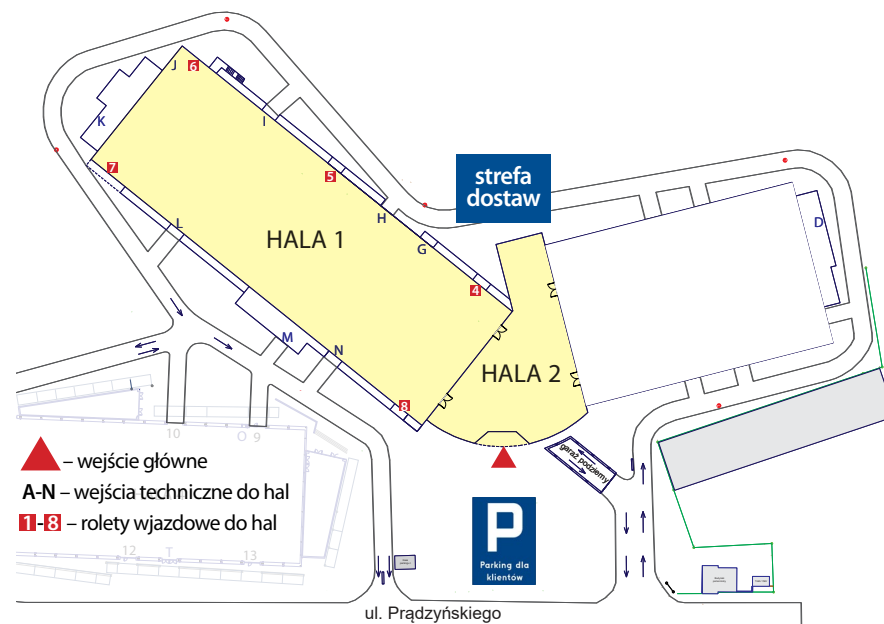 J
6
K
I
7
5
strefa
dostaw
H
D
L
HALA 1
G
4
M
N
HALA 2
8
10
O
9
garaż podziemy
– wejście główne
A-N – wejścia techniczne do hal
1-8 – rolety wjazdowe do hal
12
T
13
P
Parking dla
klientów
ul. Prądzyńskiego